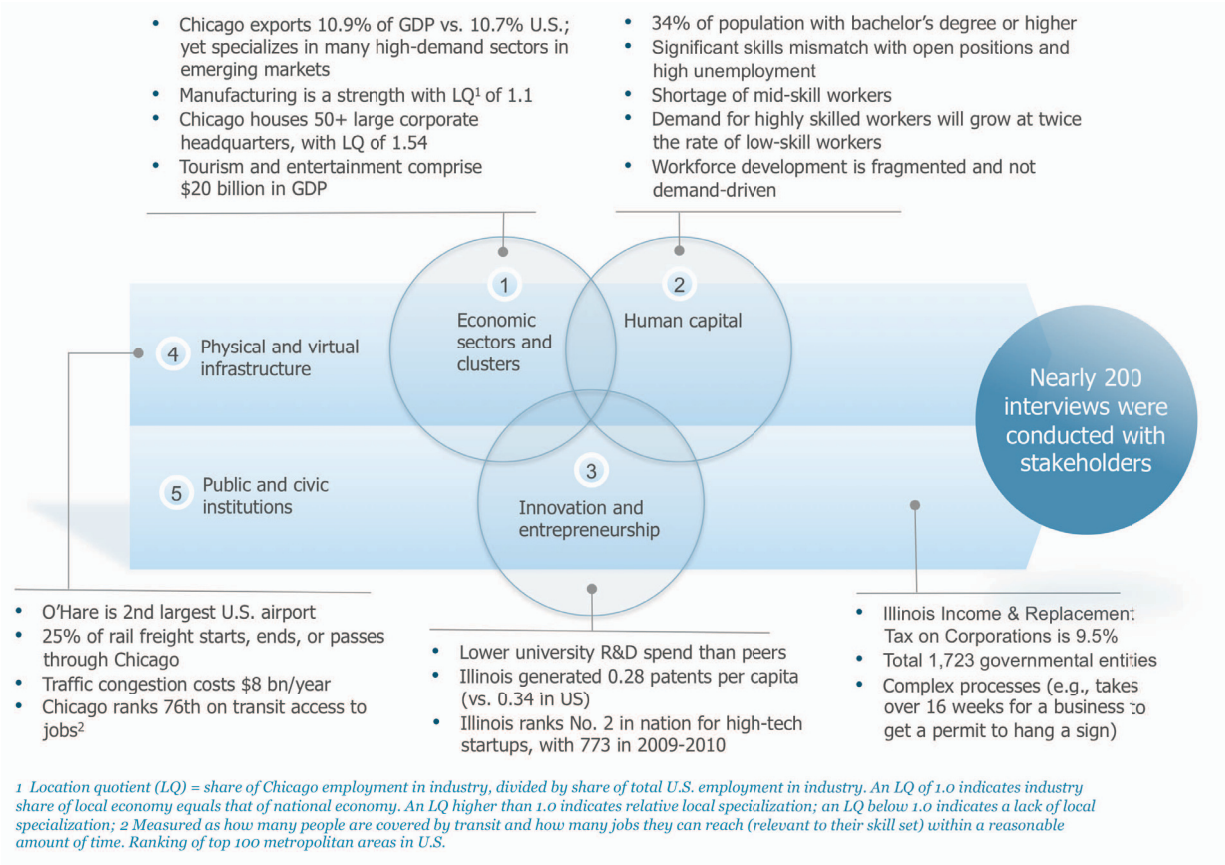 • Chicago exports 10.9% of GDP vs. 10.7% U.S.;
yet specializes in many high-demand sectors in
emerging markets
• Manufacturing is a strength with LQ¹ of 1.1
• Chicago houses 50+ large corporate
headquarters, with LQ of 1.54
• Tourism and entertainment comprise
$20 billion in GDP
• 34% of population with bachelor's degree or higher
• Significant skills mismatch with open positions and
high unemployment
• Shortage of mid-skill workers
• Demand for highly skilled workers will grow at twice
the rate of low-skill workers
• Workforce development is fragmented and not
demand-driven
1
Economic
sectors and
clusters
2
Human capital
4
Physical and virtual
infrastructure
Nearly 200
interviews were
conducted with
stakeholders
3
Innovation and
entrepreneurship
5
Public and civic
institutions
• O'Hare is 2nd largest U.S. airport
• 25% of rail freight starts, ends, or passes
through Chicago
• Traffic congestion costs $8 bn/year
• Chicago ranks 76th on transit access to
jobs²
• Lower university R&D spend than peers
• Illinois generated 0.28 patents per capita
(vs. 0.34 in US)
• Illinois ranks No. 2 in nation for high-tech
startups, with 773 in 2009-2010
• Illinois Income & Replacement
Tax on Corporations is 9.5%
• Total 1,723 governmental entities
• Complex processes (e.g., takes
over 16 weeks for a business to
get a permit to hang a sign)
1 Location quotient (LQ) = share of Chicago employment in industry, divided by share of total U.S. employment in industry. An LQ of 1.0 indicates industry
share of local economy equals that of national economy. An LQ higher than 1.0 indicates relative local specialization; an LQ below 1.0 indicates a lack of local
specialization; 2 Measured as how many people are covered by transit and how many jobs they can reach (relevant to their skill set) within a reasonable
amount of time. Ranking of top 100 metropolitan areas in U.S.